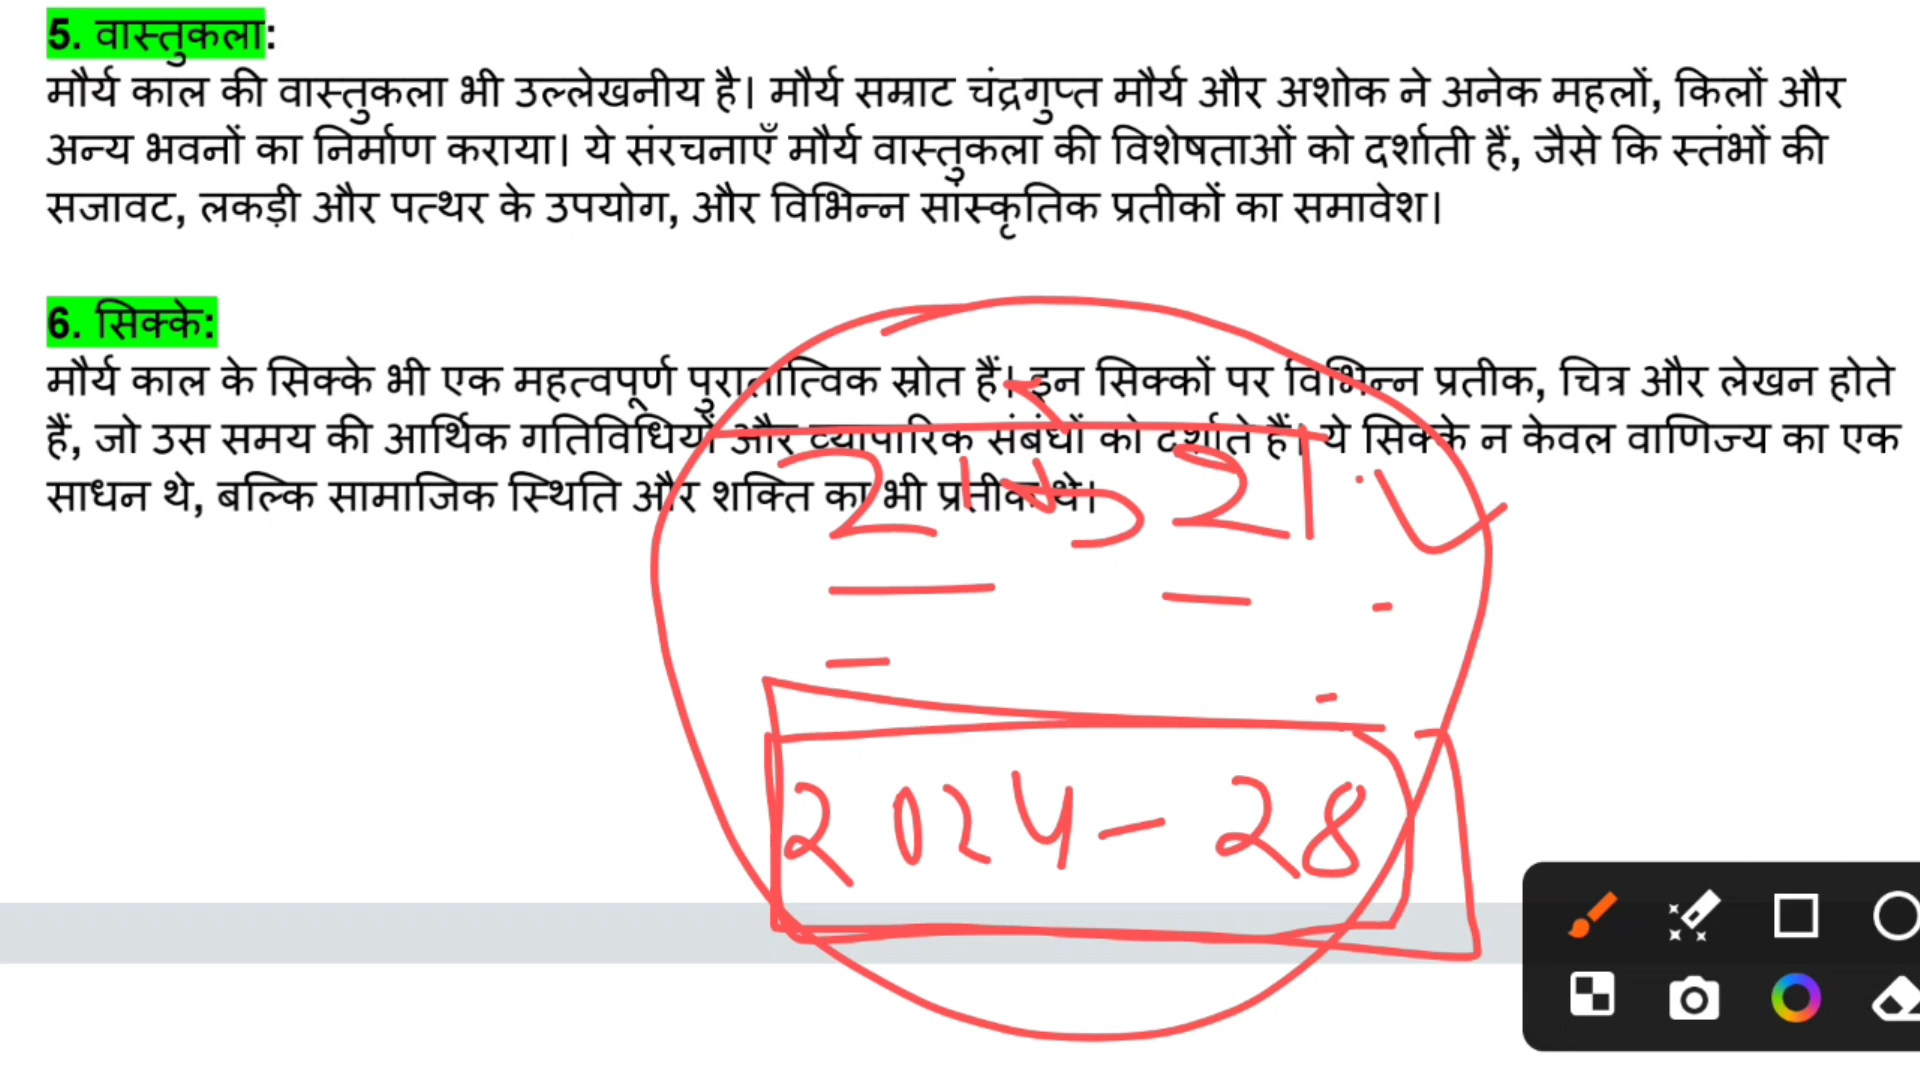 5. वास्तुकला:
मौर्य काल की वास्तुकला भी उल्लेखनीय है। मौर्य सम्राट चंद्रगुप्त मौर्य और अशोक ने अनेक महलों, किलों और
अन्य भवनों का निर्माण कराया। ये संरचनाएँ मौर्य वास्तुकला की विशेषताओं को दर्शाती हैं, जैसे कि स्तंभों की
सजावट, लकड़ी और पत्थर के उपयोग, और विभिन्न सांस्कृतिक प्रतीकों का समावेश।
6. सिक्के:
मौर्य काल के सिक्के भी एक महत्वपूर्ण पुरातात्विक स्रोत हैं। इन सिक्कों पर विभिन्न प्रतीक, चित्र और लेखन होते
हैं, जो उस समय की आर्थिक गतिविधियों और व्यापारिक संबंधों को दर्शाते हैं। ये सिक्के न केवल वाणिज्य का एक
साधन थे, बल्कि सामाजिक स्थिति और शक्ति का भी प्रतीक थे।
2024-28